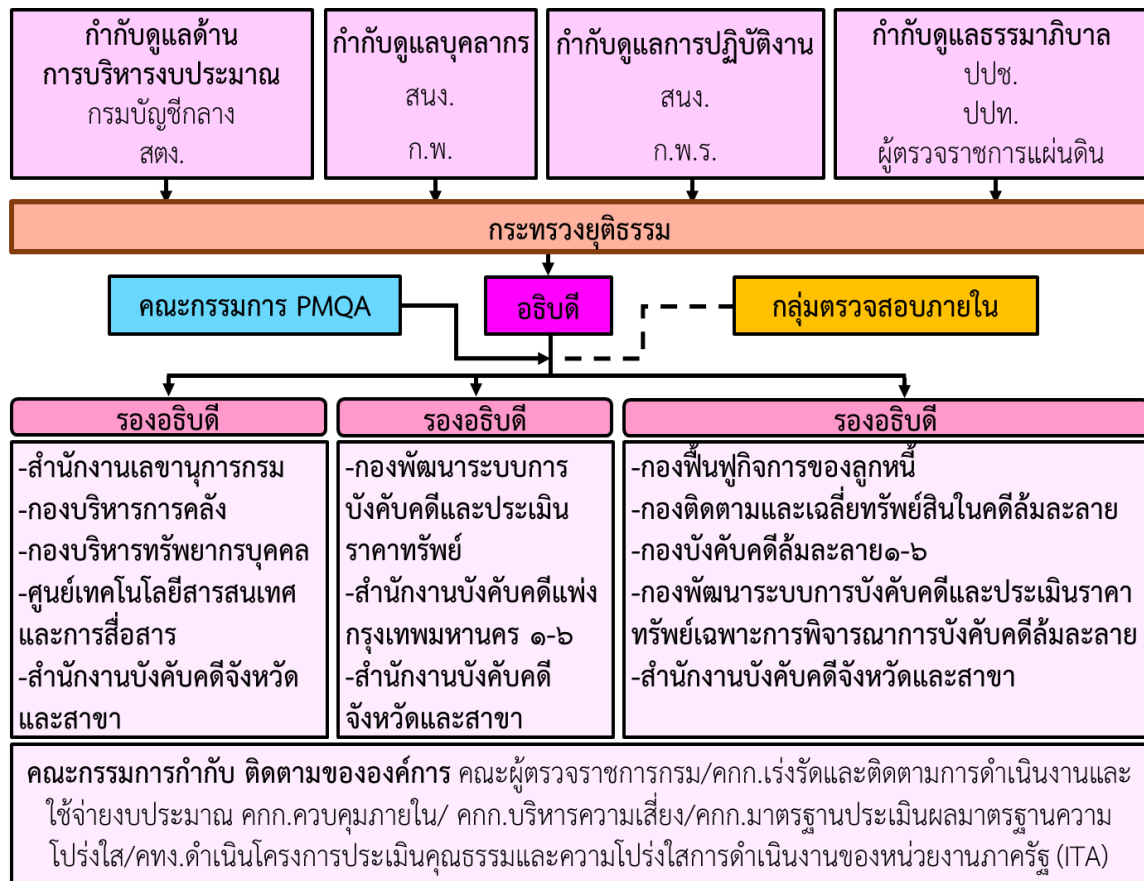 กำกับดูแลด้าน
การบริหารงบประมาณ
กรมบัญชีกลาง
สตง.
กำกับดูแลบุคลากร
สนง.
ก.พ.
กำกับดูแลการปฏิบัติงาน
สนง.
ก.พ.ร.
กำกับดูแลธรรมาภิบาล
ปปช.
ปปท.
ผู้ตรวจราชการแผ่นดิน
กระทรวงยุติธรรม
คณะกรรมการ PMQA
อธิบดี
กลุ่มตรวจสอบภายใน
รองอธิบดี
-สำนักงานเลขานุการกรม
-กองบริหารการคลัง
-กองบริหารทรัพยากรบุคคล
-ศูนย์เทคโนโลยีสารสนเทศ
และการสื่อสาร
-สำนักงานบังคับคดีจังหวัด
และสาขา
รองอธิบดี
-กองพัฒนาระบบการ
บังคับคดีและประเมิน
ราคาทรัพย์
-สำนักงานบังคับคดีแพ่ง
กรุงเทพมหานคร ๑-๖
-สำนักงานบังคับคดี
จังหวัดและสาขา
รองอธิบดี
-กองฟื้นฟูกิจการของลูกหนี้
-กองติดตามและเฉลี่ยทรัพย์สินในคดีล้มละลาย
-กองบังคับคดีล้มละลาย๑-๖
-กองพัฒนาระบบการบังคับคดีและประเมินราคา
ทรัพย์เฉพาะการพิจารณาการบังคับคดีล้มละลาย
-สำนักงานบังคับคดีจังหวัดและสาขา
คณะกรรมการกำกับ ติดตามขององค์การ คณะผู้ตรวจราชการกรม/คกก.เร่งรัดและติดตามการดำเนินงานและ
ใช้จ่ายงบประมาณ คกก.ควบคุมภายใน/ คกก.บริหารความเสี่ยง/คกก.มาตรฐานประเมินผลมาตรฐานความ
โปร่งใส/คทง.ดำเนินโครงการประเมินคุณธรรมและความโปร่งใสการดำเนินงานของหน่วยงานภาครัฐ (ITA)